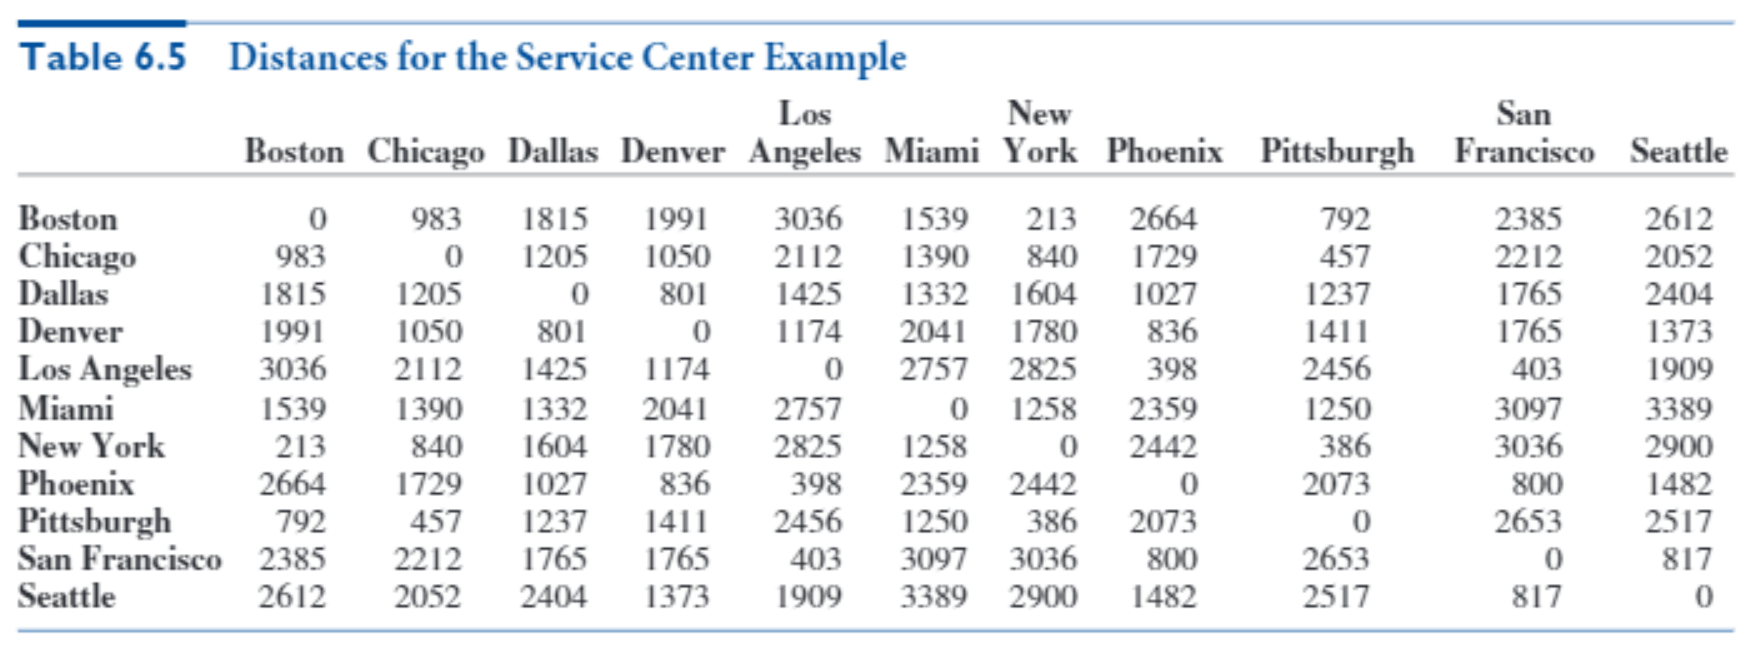 Table 6.5 Distances for the Service Center Example
Los New San
Boston Chicago Dallas Denver Angeles Miami York Phoenix Pittsburgh Francisco Seattle
Boston 0 983 1815 1991 3036 1539 213 2664 792 2385 2612
Chicago 983 0 1205 1050 2112 1390 840 1729 457 2212 2052
Dallas 1815 1205 0 801 1425 1332 1604 1027 1237 1765 2404
Denver 1991 1050 801 0 1174 2041 1780 836 1411 1765 1373
Los Angeles 3036 2112 1425 1174 0 2757 2825 398 2456 403 1909
Miami 1539 1390 1332 2041 2757 0 1258 2359 1250 3097 3389
New York 213 840 1604 1780 2825 1258 0 2442 386 3036 2900
Phoenix 2664 1729 1027 836 398 2359 2442 0 2073 800 1482
Pittsburgh 792 457 1237 1411 2456 1250 386 2073 0 2653 2517
San Francisco 2385 2212 1765 1765 403 3097 3036 800 2653 0 817
Seattle 2612 2052 2404 1373 1909 3389 2900 1482 2517 817 0